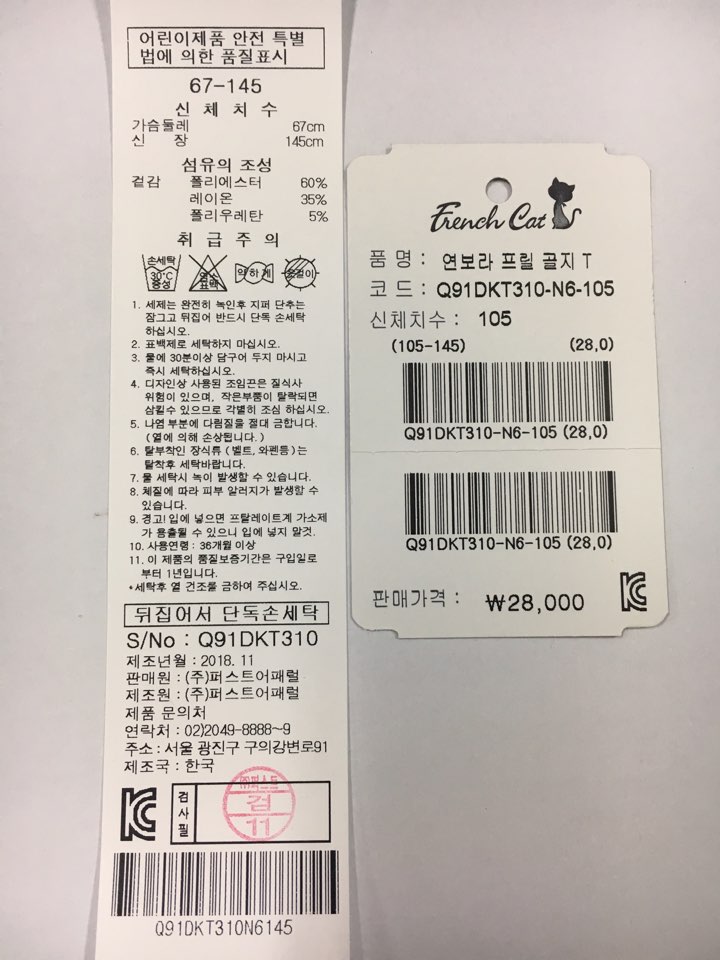 어린이제품 안전 특별
법에 의한 품질표시
67-145
신 체 치 수
가슴둘레 67cm
신 장 145cm
섬유의 조성
겉감 폴리에스터 60%
레이온 35%
폴리우레탄 5%
취 급 주 의
손세탁 30℃ 중성 염소 표백 약하게 옷걸이
1. 세제는 완전히 녹인후 지퍼 단추는
잠그고 뒤집어 반드시 단독 손세탁
하십시오.
2. 표백제로 세탁하지 마십시오.
3. 물에 30분이상 담구어 두지 마시고
즉시 세탁하십시오.
4. 디자인상 사용된 조임끈은 질식사
위험이 있으며, 작은부품이 탈락되면
삼킬수 있으므로 각별히 조심 하십시오.
5. 나염 부분에 다림질을 절대 금합니다.
(열에 의해 손상됩니다.)
6. 탈부착인 장식류 (벨트, 와펜등)는
탈착후 세탁바랍니다.
7. 물 세탁시 녹이 발생할 수 있습니다.
8. 체질에 따라 피부 알러지가 발생할 수
있습니다.
9. 경고! 입에 넣으면 프탈레이트계 가소제
가 용출될 수 있으니 입에 넣지 말것.
10. 사용연령 : 36개월 이상
11. 이 제품의 품질보증기간은 구입일로
부터 1년입니다.
*세탁후 열 건조를 금하여 주십시오.
뒤집어서 단독손세탁
S/No : Q91DKT310
제조년월 : 2018. 11
판매원 : (주)퍼스트어패럴
제조원 : (주)퍼스트어패럴
제품 문의처
연락처 : 02)2049-8888~9
주소 : 서울 광진구 구의강변로91
제조국 : 한국
검사필
㈜퍼스트
검
11
Q91DKT310N6145
French Cat
품 명 : 연보라 프릴 골지 T
코 드 : Q91DKT310-N6-105
신체치수 : 105
(105-145) (28,0)
Q91DKT310-N6-105 (28,0)
Q91DKT310-N6-105 (28,0)
판매가격 : ₩28,000